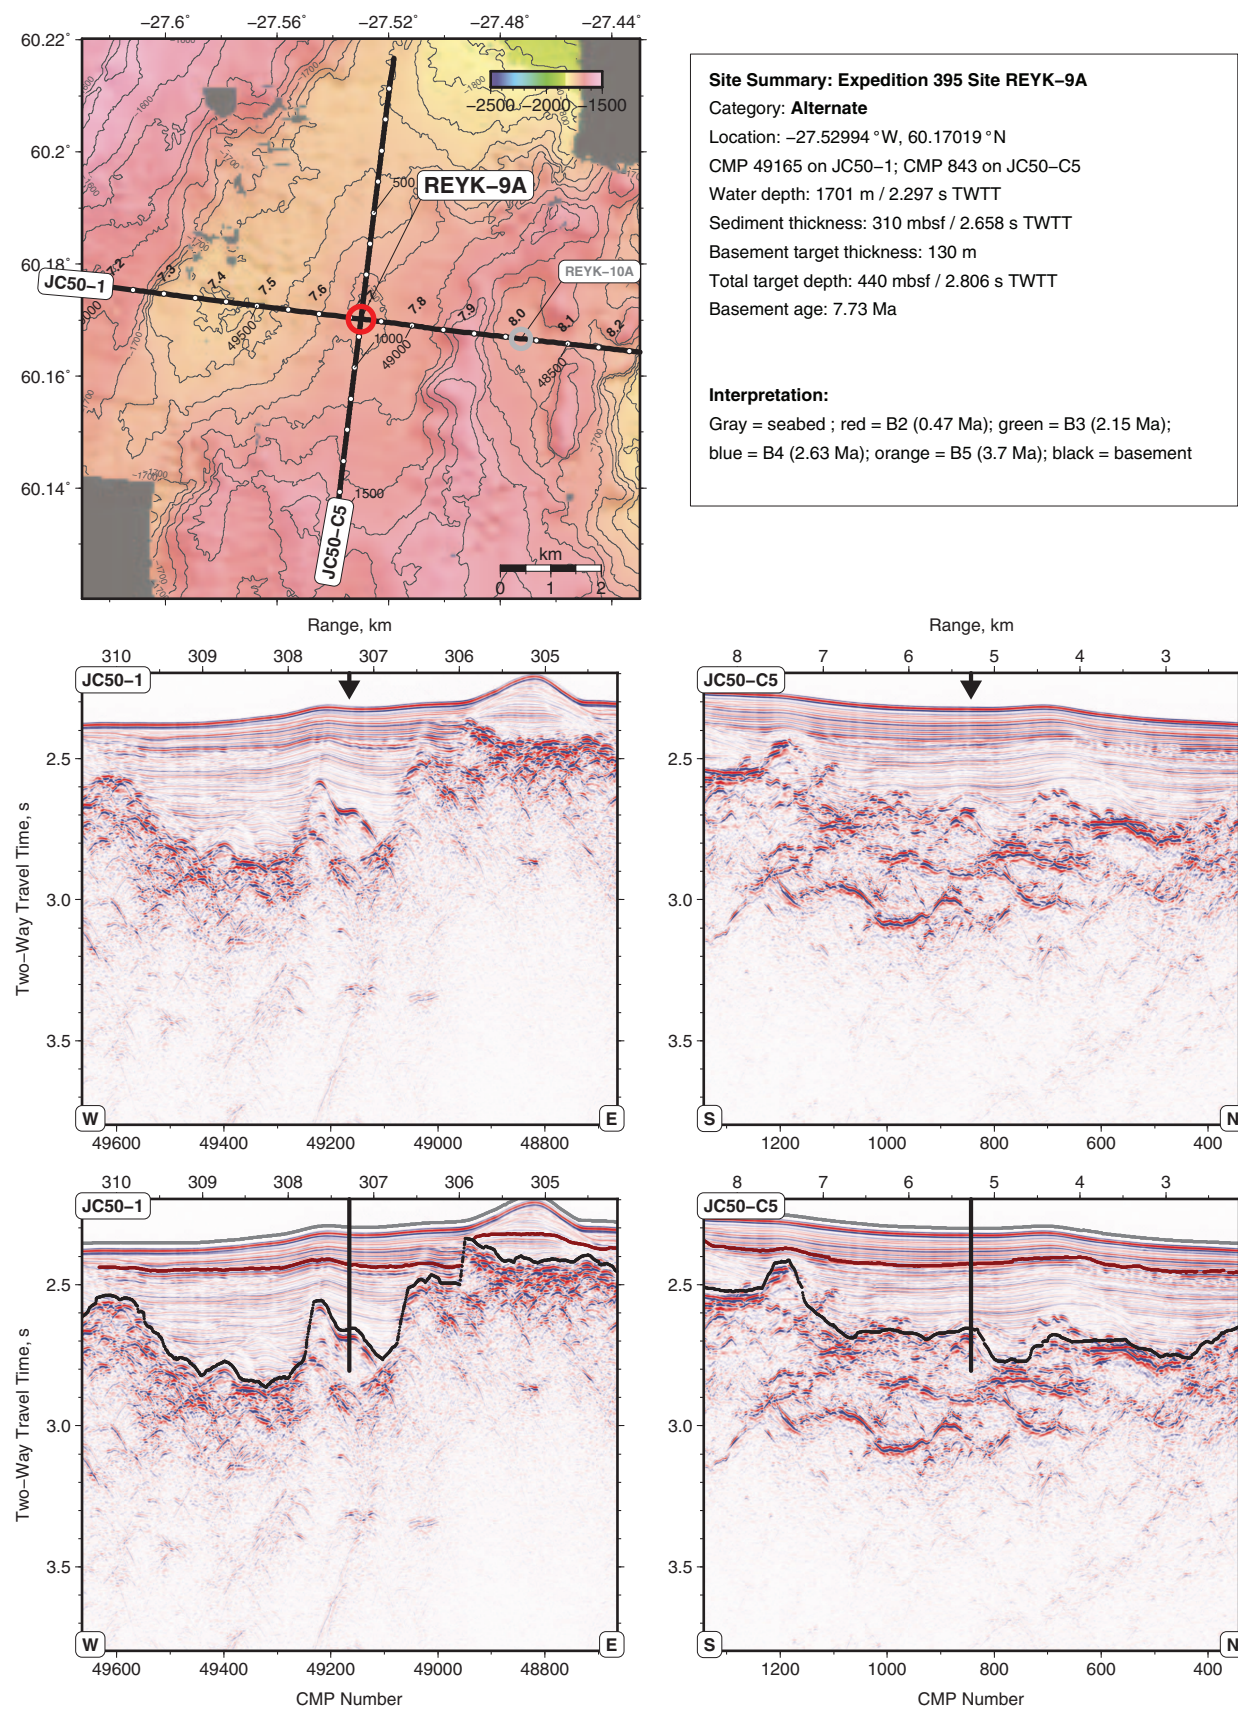 −27.6 −27.56 −27.52 −27.48 −27.44
60.22
60.2
60.18
60.16
60.14
−2500 −2000 −1500
REYK−9A
REYK−10A
JC50−1
JC50−C5
7.2 7.3 7.4 7.5 7.6 7.8 7.9 8.0 8.1 8.2
500
1000
1500
49500
49000
48500
−1700
−1800
km
0 1 2
Site Summary: Expedition 395 Site REYK−9A
Category: Alternate
Location: −27.52994 °W, 60.17019 °N
CMP 49165 on JC50−1; CMP 843 on JC50−C5
Water depth: 1701 m / 2.297 s TWTT
Sediment thickness: 310 mbsf / 2.658 s TWTT
Basement target thickness: 130 m
Total target depth: 440 mbsf / 2.806 s TWTT
Basement age: 7.73 Ma
Interpretation:
Gray = seabed ; red = B2 (0.47 Ma); green = B3 (2.15 Ma);
blue = B4 (2.63 Ma); orange = B5 (3.7 Ma); black = basement
Range, km
310 309 308 307 306 305
JC50−1
2.5
3.0
3.5
Two−Way Travel Time, s
W E
49600 49400 49200 49000 48800
Range, km
8 7 6 5 4 3
JC50−C5
S N
1200 1000 800 600 400
310 309 308 307 306 305
JC50−1
2.5
3.0
3.5
Two−Way Travel Time, s
W E
49600 49400 49200 49000 48800
CMP Number
8 7 6 5 4 3
JC50−C5
S N
1200 1000 800 600 400
CMP Number